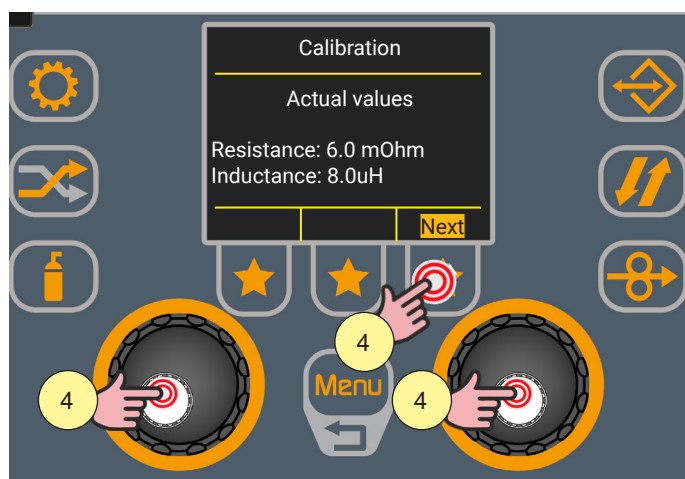 Calibration
Actual values
Resistance: 6.0 mOhm
Inductance: 8.0uH
Next
4
4
Menu
4